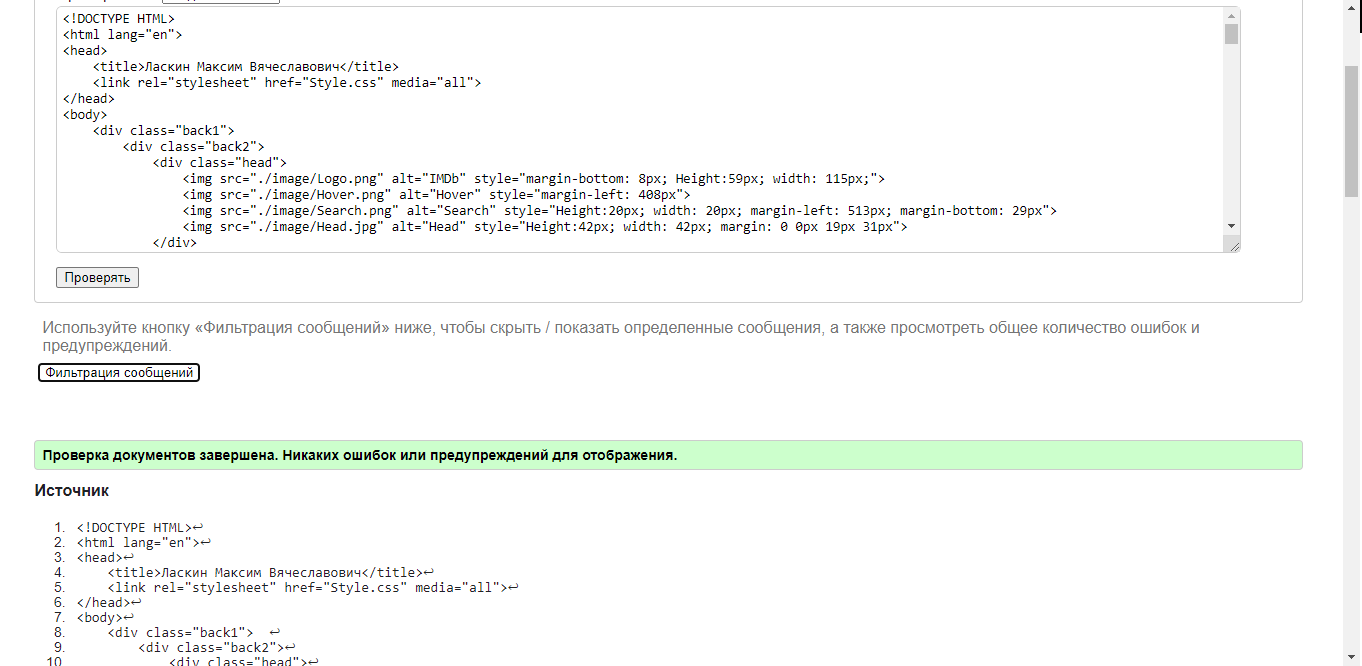 <!DOCTYPE HTML>
<html lang="en">
<head>
    <title>Ласкин Максим Вячеславович</title>
    <link rel="stylesheet" href="Style.css" media="all">
</head>
<body>
    <div class="back1">
        <div class="back2">
            <div class="head">
                <img src="./image/Logo.png" alt="IMDb" style="margin-bottom: 8px; Height:59px; width: 115px;">
                <img src="./image/Hover.png" alt="Hover" style="margin-left: 408px">
                <img src="./image/Search.png" alt="Search" style="Height:20px; width: 20px; margin-left: 513px; margin-bottom: 29px">
                <img src="./image/Head.jpg" alt="Head" style="Height:42px; width: 42px; margin: 0 0px 19px 31px">
            </div>
Проверять
Используйте кнопку «Фильтрация сообщений» ниже, чтобы скрыть / показать определенные сообщения, а также просмотреть общее количество ошибок и
предупреждений.
Фильтрация сообщений
Проверка документов завершена. Никаких ошибок или предупреждений для отображения.
Источник
1. <!DOCTYPE HTML>↩
2. <html lang="en">↩
3. <head>↩
4.     <title>Ласкин Максим Вячеславович</title>↩
5.     <link rel="stylesheet" href="Style.css" media="all">↩
6. </head>↩
7. <body>↩
8.     <div class="back1">  ↩
9.         <div class="back2">↩
10.             <div class="head">↩